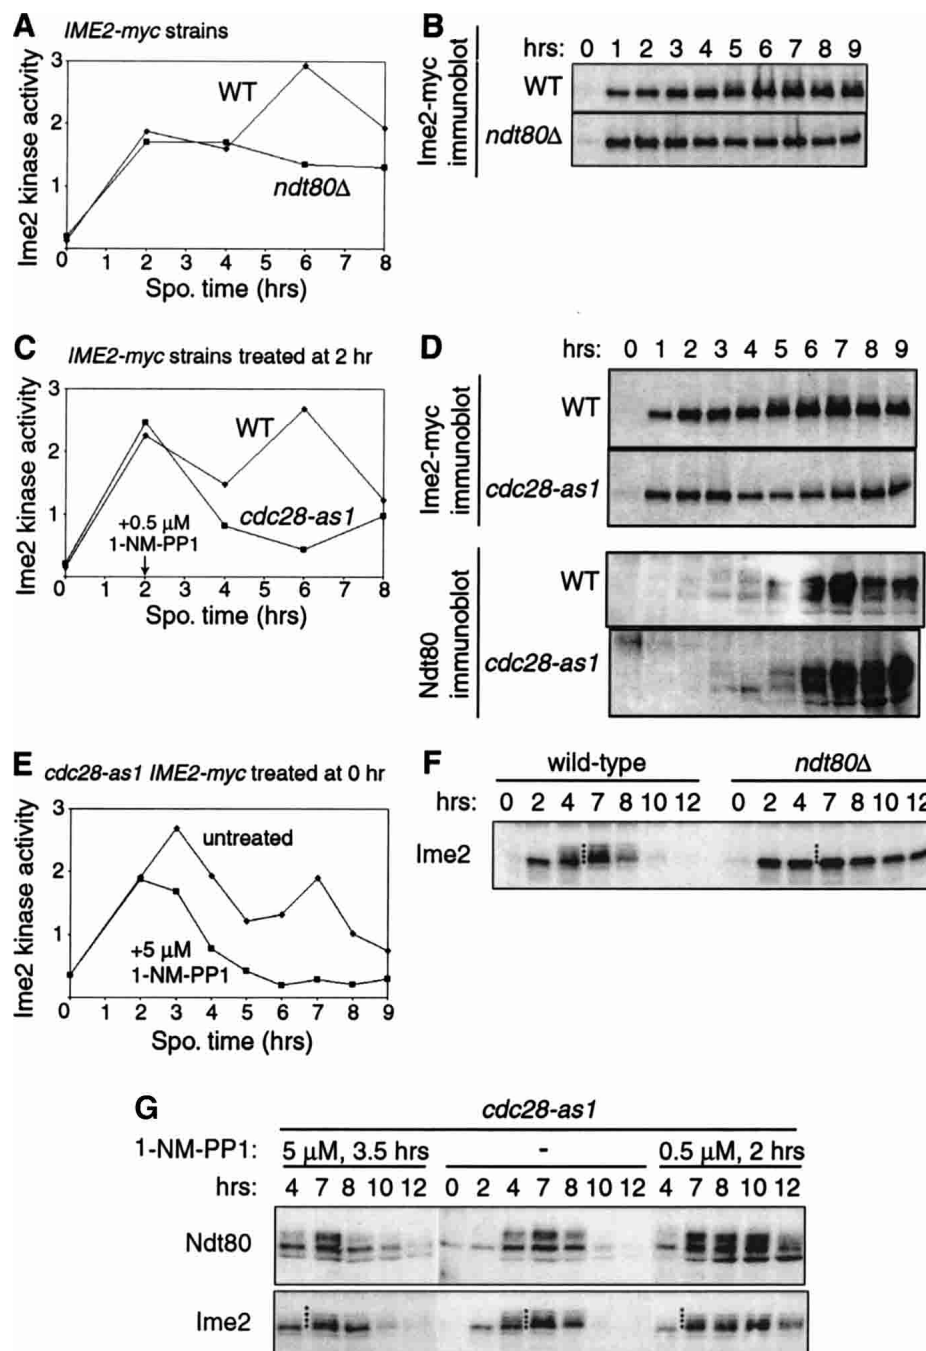 A IME2-myc strains
Ime2 kinase activity
3
2
1
WT
ndt80Δ
0 1 2 3 4 5 6 7 8
Spo. time (hrs)
B
Ime2-myc immunoblot
hrs: 0 1 2 3 4 5 6 7 8 9
WT
ndt80Δ
C IME2-myc strains treated at 2 hr
Ime2 kinase activity
3
2
1
WT
+0.5 μM
1-NM-PP1
cdc28-as1
0 1 2 3 4 5 6 7 8
Spo. time (hrs)
D
hrs: 0 1 2 3 4 5 6 7 8 9
Ime2-myc immunoblot
WT
cdc28-as1
Ndt80 immunoblot
WT
cdc28-as1
E cdc28-as1 IME2-myc treated at 0 hr
Ime2 kinase activity
3
2
1
untreated
+5 μM
1-NM-PP1
0 1 2 3 4 5 6 7 8 9
Spo. time (hrs)
F
wild-type ndt80Δ
hrs: 0 2 4 7 8 10 12 0 2 4 7 8 10 12
Ime2
G
cdc28-as1
1-NM-PP1: 5 μM, 3.5 hrs - 0.5 μM, 2 hrs
hrs: 4 7 8 10 12 0 2 4 7 8 10 12 4 7 8 10 12
Ndt80
Ime2